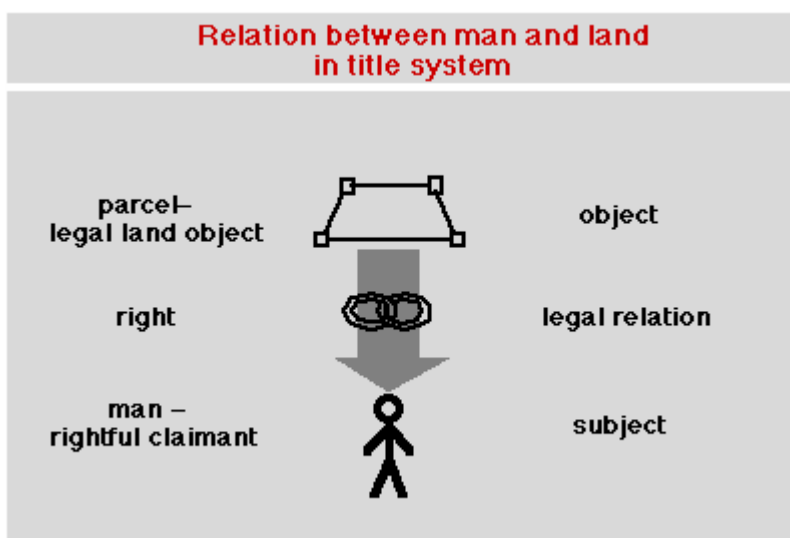 Relation between man and land
in title system
parcel–
legal land object
object
right
legal relation
man –
rightful claimant
subject